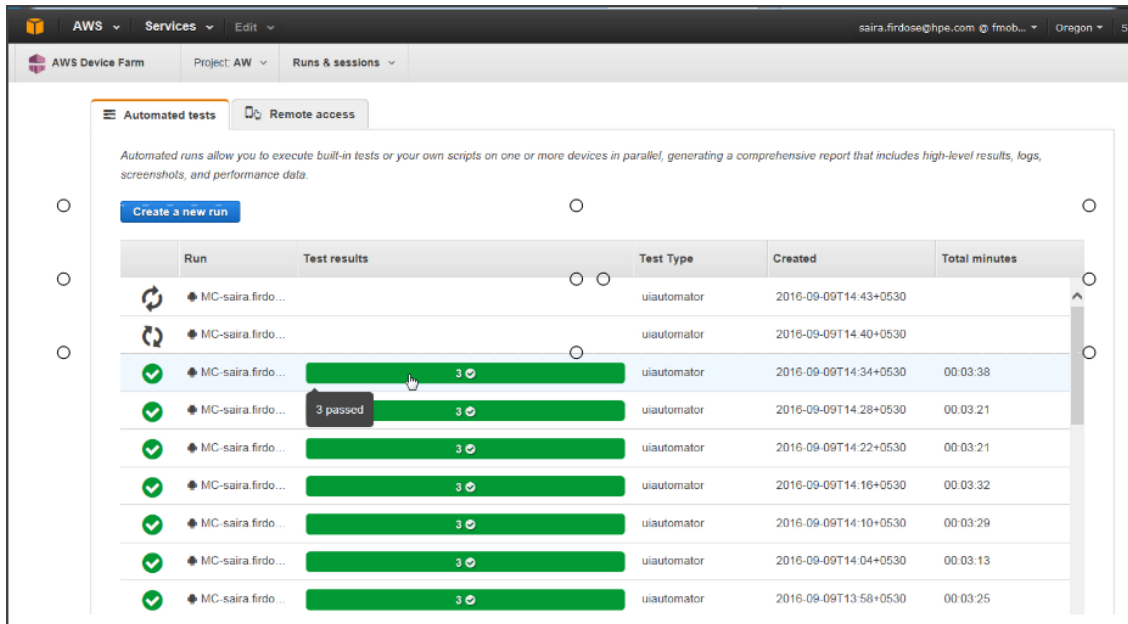 AWS Services Edit saira.firdose@hpe.com @ fmob... Oregon S
AWS Device Farm Project: AW Runs & sessions
Automated tests Remote access
Automated runs allow you to execute built-in tests or your own scripts on one or more devices in parallel, generating a comprehensive report that includes high-level results, logs,
screenshots, and performance data.
Create a new run
Run Test results Test Type Created Total minutes
MC-saira.firdo... uiautomator 2016-09-09T14:43+0530
MC-saira.firdo... uiautomator 2016-09-09T14:40+0530
MC-saira.firdo... 3 uiautomator 2016-09-09T14:34+0530 00:03:38
3 passed
MC-saira.firdo... 3 uiautomator 2016-09-09T14:28+0530 00:03:21
MC-saira.firdo... 3 uiautomator 2016-09-09T14:22+0530 00:03:21
MC-saira.firdo... 3 uiautomator 2016-09-09T14:16+0530 00:03:32
MC-saira.firdo... 3 uiautomator 2016-09-09T14:10+0530 00:03:29
MC-saira.firdo... 3 uiautomator 2016-09-09T14:04+0530 00:03:13
MC-saira.firdo... 3 uiautomator 2016-09-09T13:58+0530 00:03:25